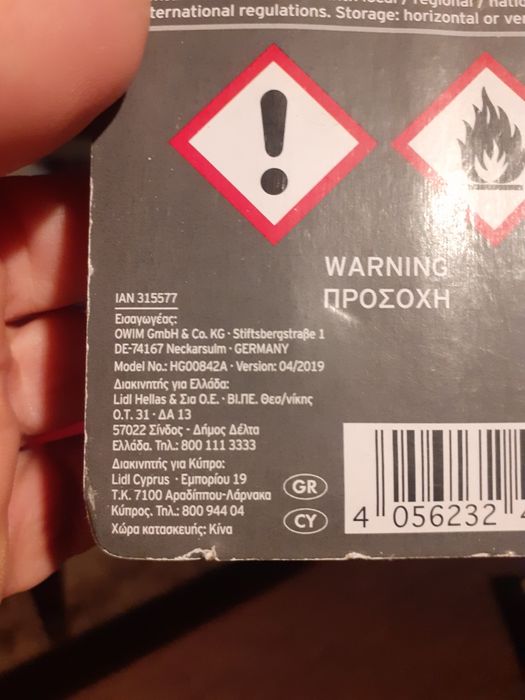 local / regional /
ternational regulations. Storage: horizontal or
WARNING
ΠΡΟΣΟΧΗ
IAN 315577
Εισαγωγέας:
OWIM GmbH & Co. KG · Stiftsbergstraße 1
DE-74167 Neckarsulm · GERMANY
Model No.: HG00842A · Version: 04/2019
Διακινητής για Ελλάδα:
Lidl Hellas & Σια Ο.Ε. · ΒΙ.ΠΕ. Θεσ/νίκης
Ο.Τ. 31 · ΔΑ 13
57022 Σίνδος · Δήμος Δέλτα
Ελλάδα. Τηλ.: 800 111 3333
Διακινητής για Κύπρο:
Lidl Cyprus · Εμπορίου 19
Τ.Κ. 7100 Αραδίππου-Λάρνακα
Κύπρος. Τηλ.: 800 944 04
Χώρα κατασκευής: Κίνα
GR
CY
4 056232